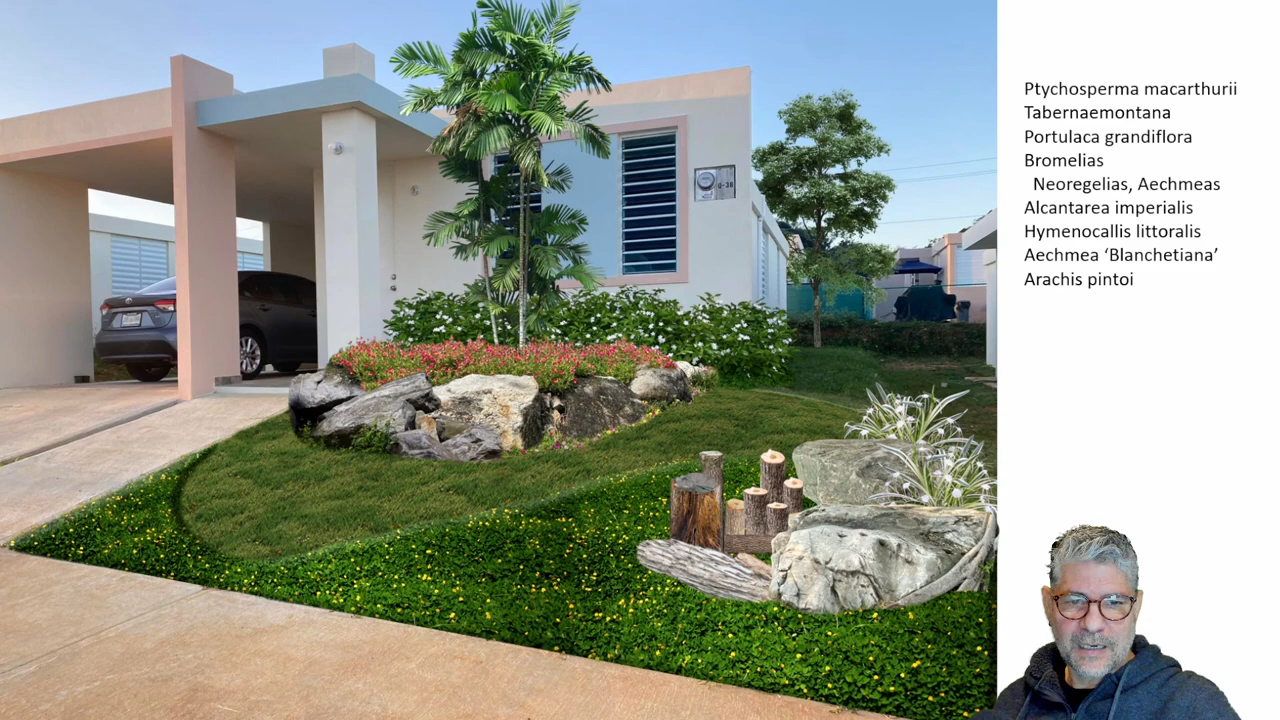 Ptychosperma macarthurii
Tabernaemontana
Portulaca grandiflora
Bromelias
Neoregelias, Aechmeas
Alcantarea imperialis
Hymenocallis littoralis
Aechmea ‘Blanchetiana’
Arachis pintoi